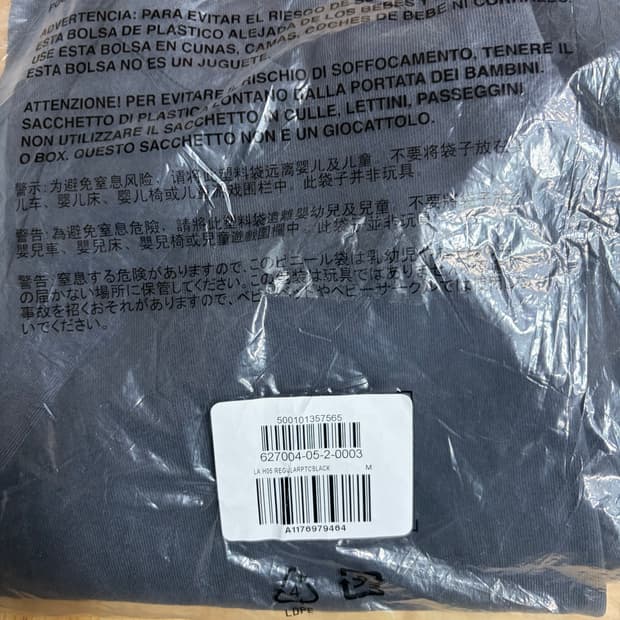 ADVERTENCIA: PARA EVITAR EL RIESGO DE
ESTA BOLSA DE PLASTICO ALEJADA DE LOS BEBES Y
USE ESTA BOLSA EN CUNAS, CAMAS, COCHES DE BEBE NI
ESTA BOLSA NO ES UN JUGUETE.
ATTENZIONE! PER EVITARE IL RISCHIO DI SOFFOCAMENTO, TENERE IL
SACCHETTO DI PLASTICA LONTANO DALLA PORTATA DEI BAMBINI.
NON UTILIZZARE IL SACCHETTO IN CULLE, LETTINI, PASSEGGINI
O BOX. QUESTO SACCHETTO NON E UN GIOCATTOLO.
警示: 为避免窒息风险, 请将此塑料袋远离婴儿及儿童。不要将袋子放在
儿车、婴儿床、婴儿椅或儿童游戏围栏中。此袋子并非玩具。
警告: 為避免窒息危險, 請將此塑料袋遠離嬰幼兒及兒童。不要將
嬰兒車、嬰兒床、嬰兒椅或兒童遊戲圍欄中。此袋子並非玩
警告: 窒息する危険がありますので、このビニール袋は乳幼児
の届かない場所に保管してください。この袋は玩具ではありませ
事故を招くおそれがありますので、ベビーベッドやベビーサークルでは
いでください。
500101357565
627004-05-2-0003
LA H05 REGULARPTCBLACK M
A1176979464
4
LDPE
プラ